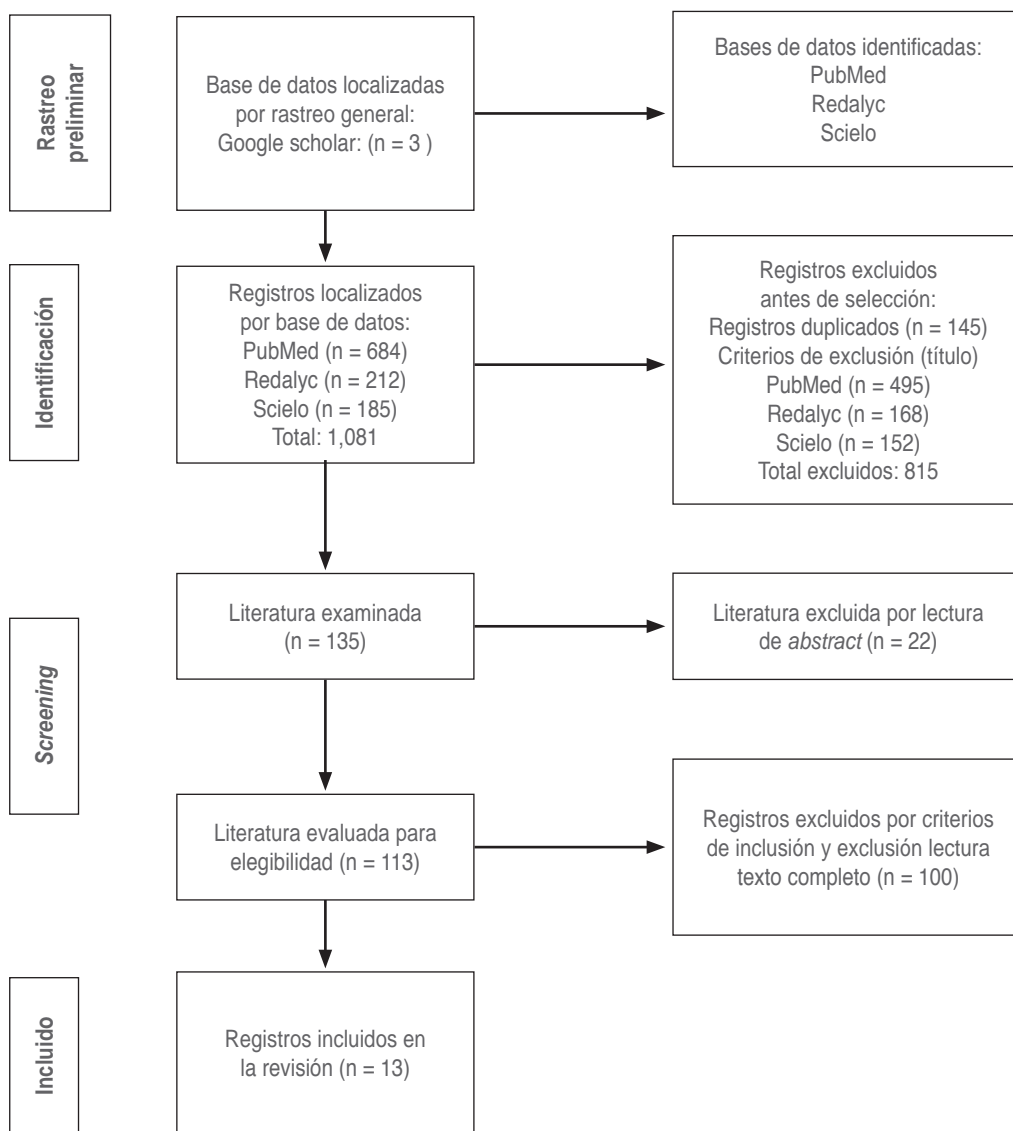 Rastreo
preliminar
Base de datos localizadas
por rastreo general:
Google scholar: (n = 3 )
Bases de datos identificadas:
PubMed
Redalyc
Scielo
Identificación
Registros localizados
por base de datos:
PubMed (n = 684)
Redalyc (n = 212)
Scielo (n = 185)
Total: 1,081
Registros excluidos
antes de selección:
Registros duplicados (n = 145)
Criterios de exclusión (título)
PubMed (n = 495)
Redalyc (n = 168)
Scielo (n = 152)
Total excluidos: 815
Screening
Literatura examinada
(n = 135)
Literatura excluida por lectura
de abstract (n = 22)
Literatura evaluada para
elegibilidad (n = 113)
Registros excluidos por criterios
de inclusión y exclusión lectura
texto completo (n = 100)
Incluido
Registros incluidos en
la revisión (n = 13)